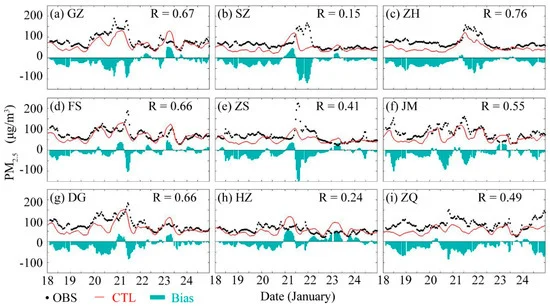 (a) GZ R = 0.67 (b) SZ R = 0.15 (c) ZH R = 0.76
200
100
0
-100
(d) FS R = 0.66 (e) ZS R = 0.41 (f) JM R = 0.55
200
100
0
-100
PM2.5 (μg/m³)
(g) DG R = 0.66 (h) HZ R = 0.24 (i) ZQ R = 0.49
200
100
0
-100
18 19 20 21 22 23 24 18 19 20 21 22 23 24 18 19 20 21 22 23 24
OBS CTL Bias Date (January)